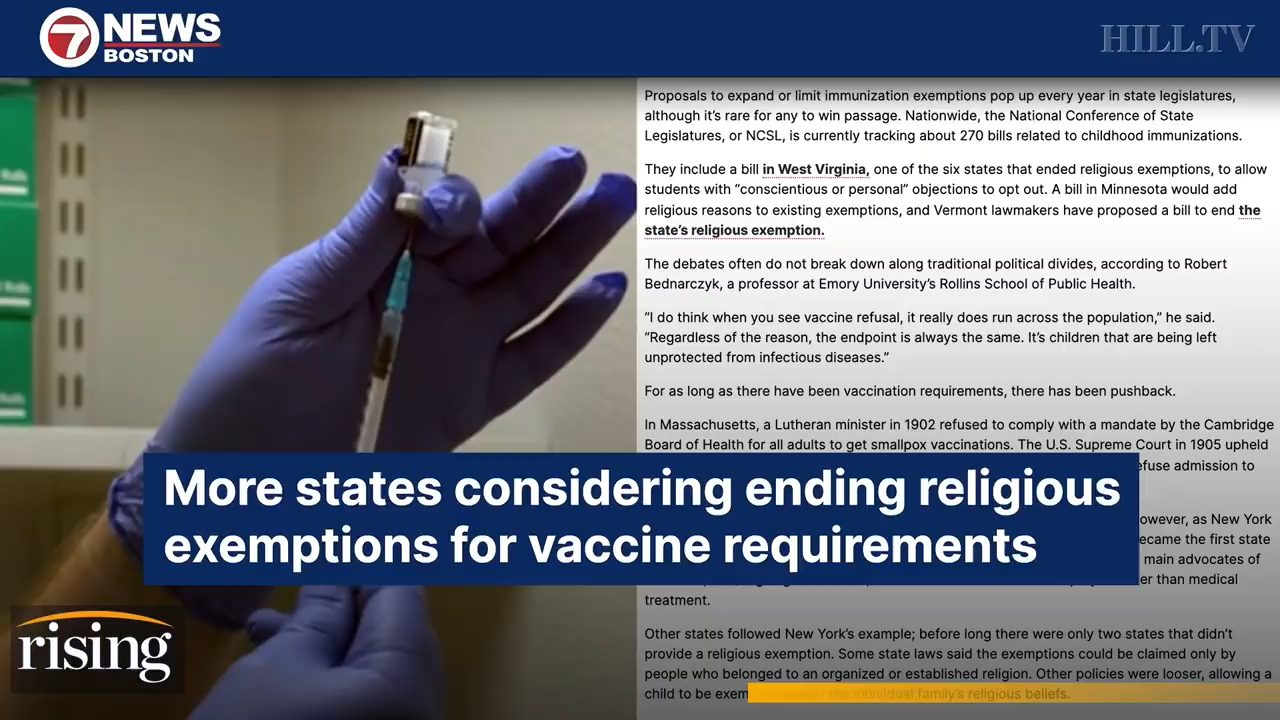 7 NEWS
BOSTON
HILL.TV
Proposals to expand or limit immunization exemptions pop up every year in state legislatures,
although it's rare for any to win passage. Nationwide, the National Conference of State
Legislatures, or NCSL, is currently tracking about 270 bills related to childhood immunizations.
They include a bill in West Virginia, one of the six states that ended religious exemptions, to allow
students with “conscientious or personal” objections to opt out. A bill in Minnesota would add
religious reasons to existing exemptions, and Vermont lawmakers have proposed a bill to end the
state’s religious exemption.
The debates often do not break down along traditional political divides, according to Robert
Bednarczyk, a professor at Emory University’s Rollins School of Public Health.
“I do think when you see vaccine refusal, it really does run across the population,” he said.
“Regardless of the reason, the endpoint is always the same. It’s children that are being left
unprotected from infectious diseases.”
For as long as there have been vaccination requirements, there has been pushback.
In Massachusetts, a Lutheran minister in 1902 refused to comply with a mandate by the Cambridge
Board of Health for all adults to get smallpox vaccinations. The U.S. Supreme Court in 1905 upheld
efuse admission to
More states considering ending religious
exemptions for vaccine requirements
owever, as New York
ecame the first state
main advocates of
er than medical
treatment.
Other states followed New York’s example; before long there were only two states that didn’t
provide a religious exemption. Some state laws said the exemptions could be claimed only by
people who belonged to an organized or established religion. Other policies were looser, allowing a
child to be exem individual family’s religious beliefs.
rising